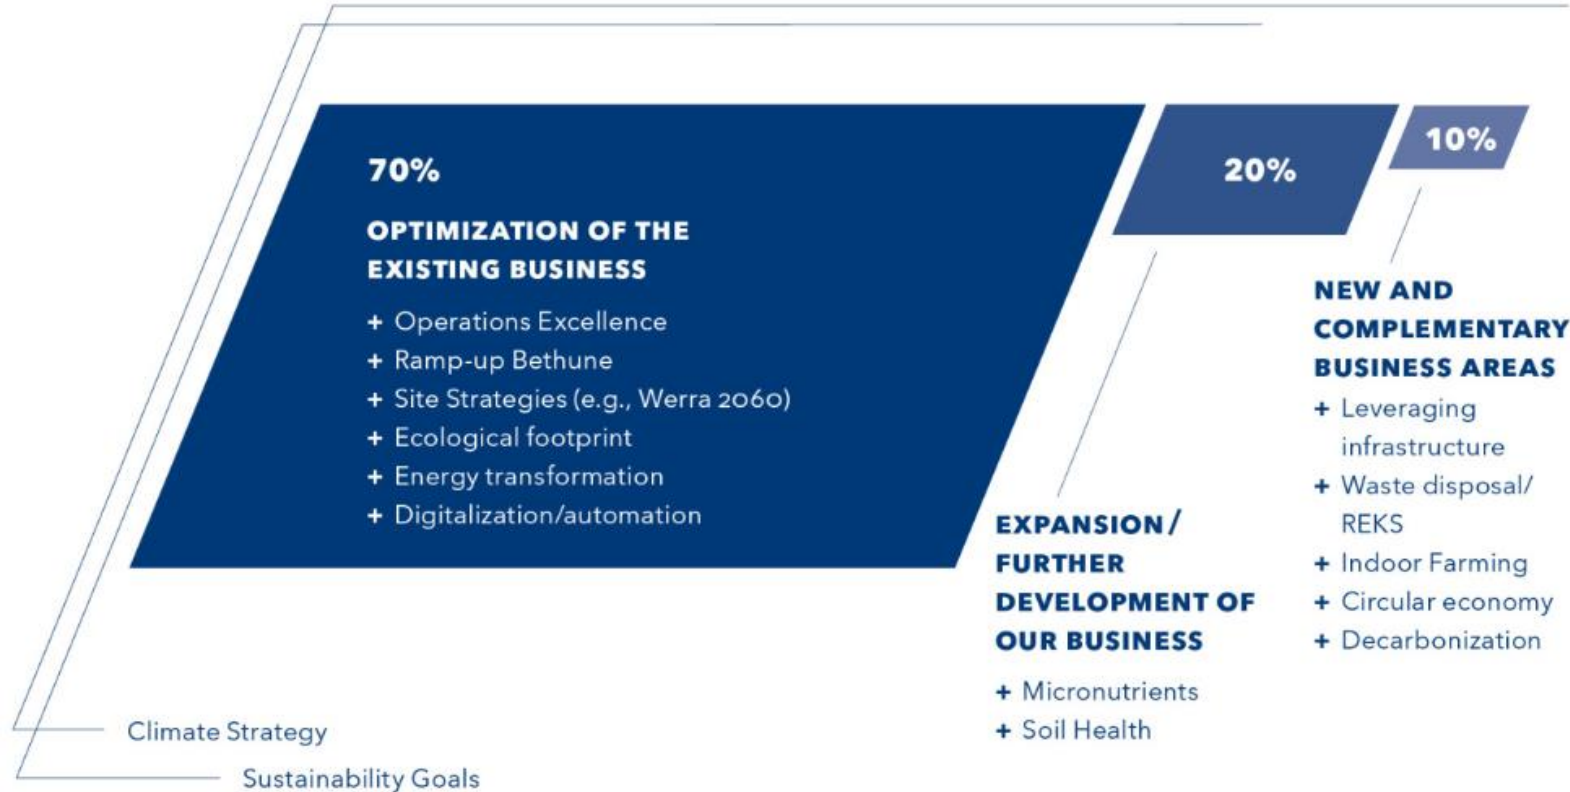 70%
OPTIMIZATION OF THE
EXISTING BUSINESS
+ Operations Excellence
+ Ramp-up Bethune
+ Site Strategies (e.g., Werra 2060)
+ Ecological footprint
+ Energy transformation
+ Digitalization/automation
20%
EXPANSION/
FURTHER
DEVELOPMENT OF
OUR BUSINESS
+ Micronutrients
+ Soil Health
10%
NEW AND
COMPLEMENTARY
BUSINESS AREAS
+ Leveraging
infrastructure
+ Waste disposal/
REKS
+ Indoor Farming
+ Circular economy
+ Decarbonization
Climate Strategy
Sustainability Goals